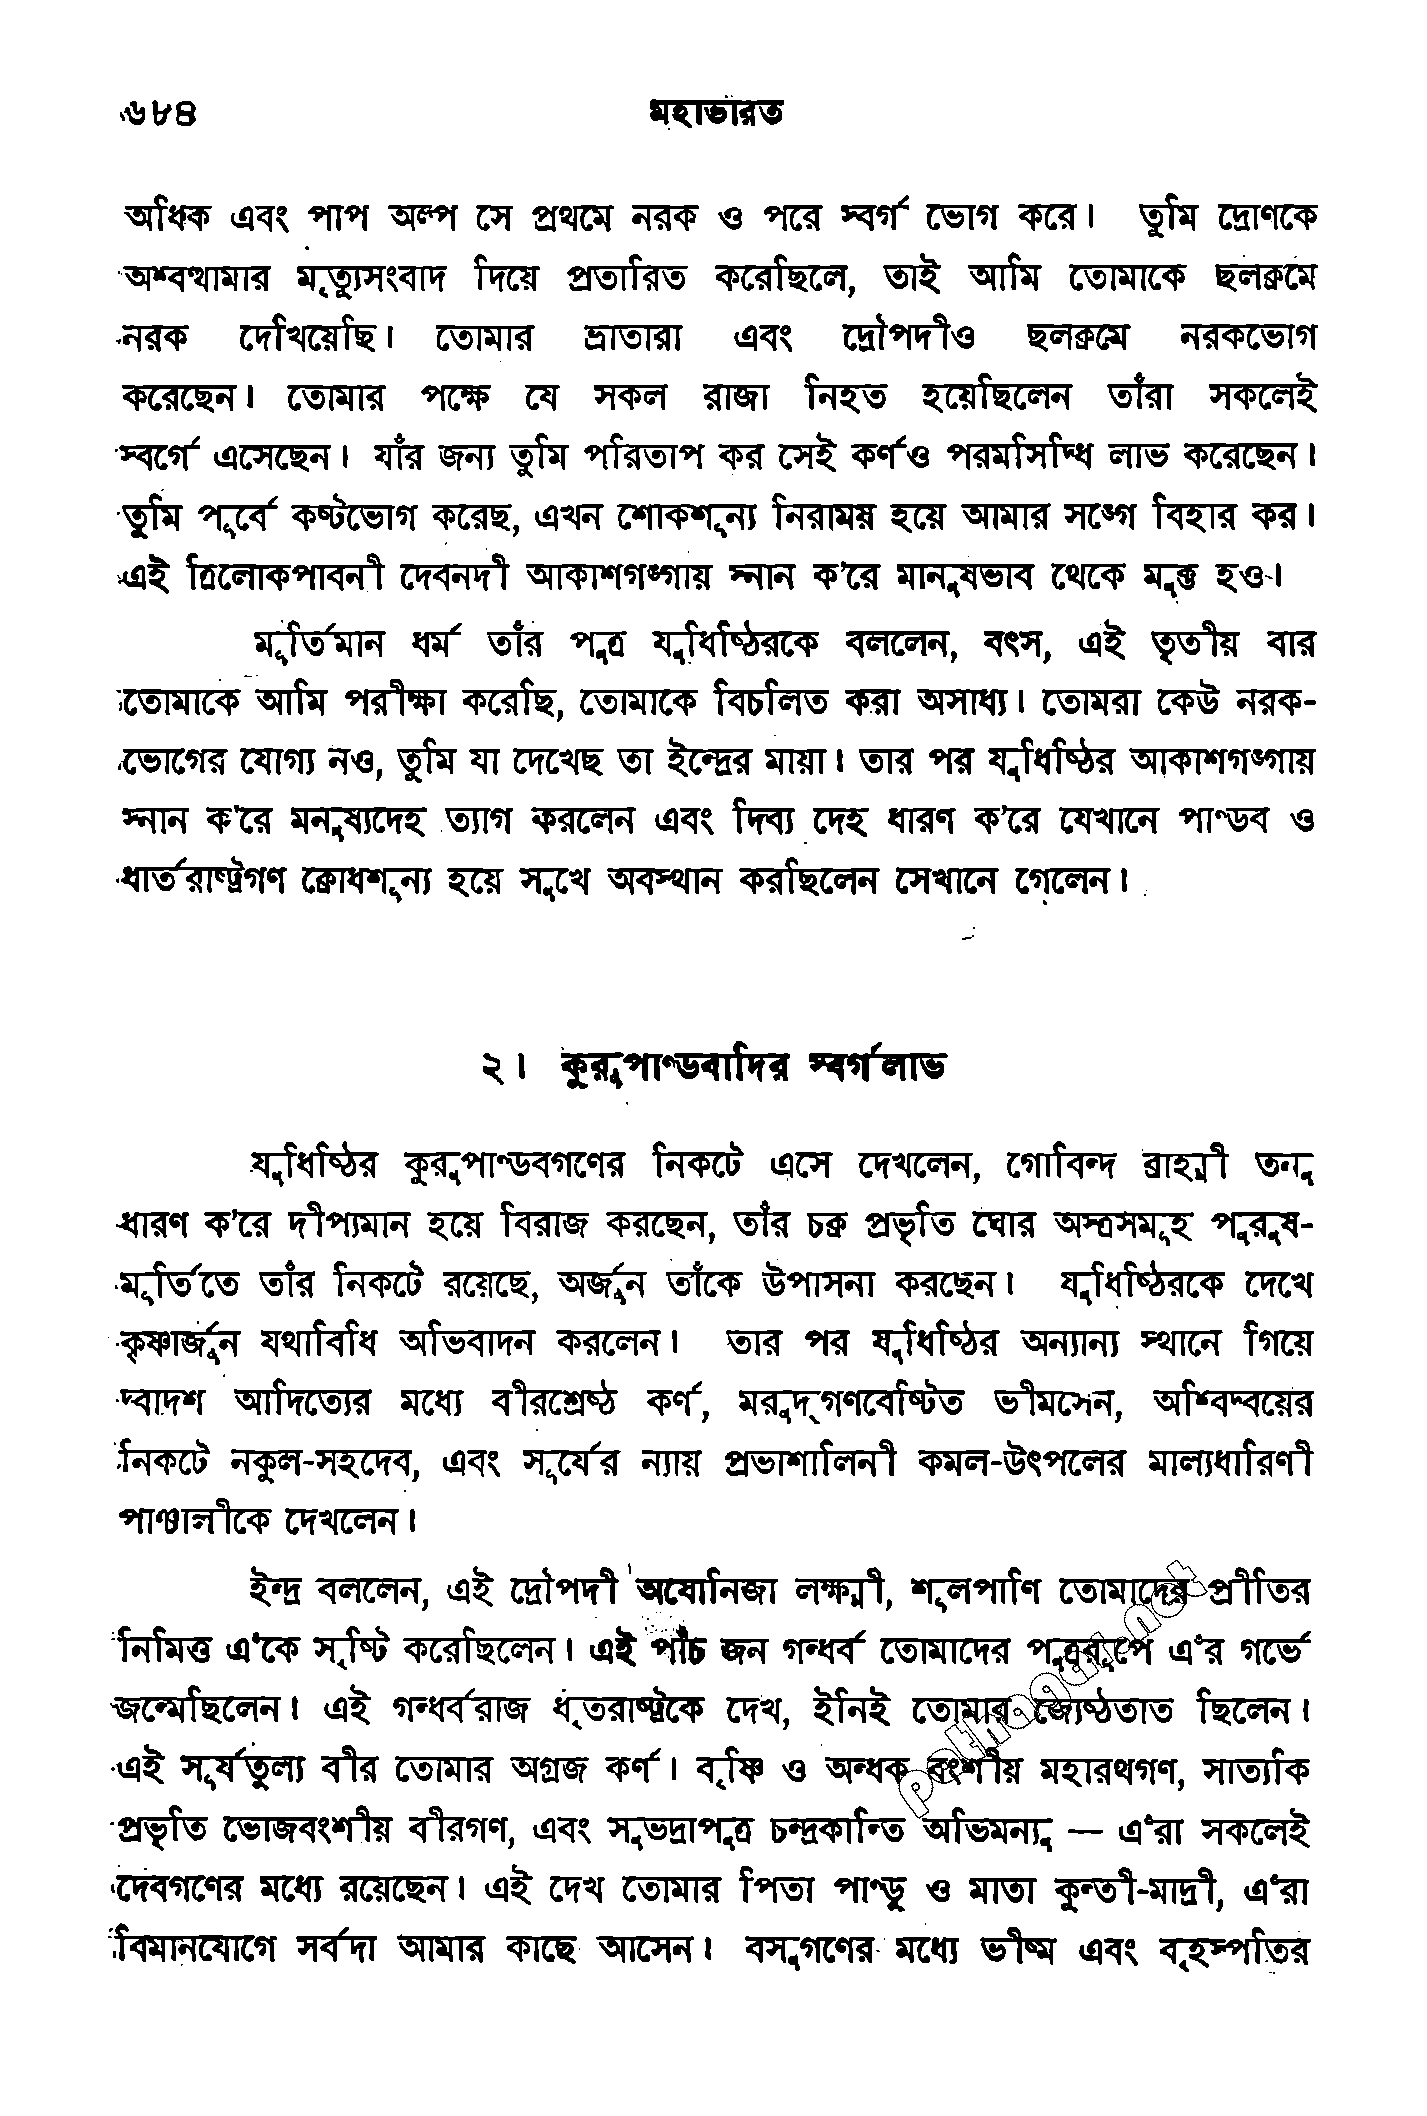 ৬৮৪ মহাভারত
অধিক এবং পাপ অল্প সে প্রথমে নরক ও পরে স্বর্গ ভোগ করে। তুমি দ্রোণকে
অশ্বত্থামার মৃত্যুসংবাদ দিয়ে প্রতারিত করেছিলে, তাই আমি তোমাকে ছলক্রমে
নরক দেখিয়েছি। তোমার ভ্রাতারা এবং দ্রৌপদীও ছলক্রমে নরকভোগ
করেছেন। তোমার পক্ষে যে সকল রাজা নিহত হয়েছিলেন তাঁরা সকলেই
স্বর্গে এসেছেন। যাঁর জন্য তুমি পরিতাপ কর সেই কর্ণও পরমসিদ্ধি লাভ করেছেন।
তুমি পূর্বে কষ্টভোগ করেছ, এখন শোকশূন্য নিরাময় হয়ে আমার সঙ্গে বিহার কর।
এই ত্রিলোকপাবনী দেবনদী আকাশগঙ্গায় স্নান ক'রে মানুষভাব থেকে মুক্ত হও।
মূর্তিমান ধর্ম তাঁর পুত্র যুধিষ্ঠিরকে বললেন, বৎস, এই তৃতীয় বার
তোমাকে আমি পরীক্ষা করেছি, তোমাকে বিচলিত করা অসাধ্য। তোমরা কেউ নরক-
ভোগের যোগ্য নও, তুমি যা দেখেছ তা ইন্দ্রের মায়া। তার পর যুধিষ্ঠির আকাশগঙ্গায়
স্নান ক'রে মনুষ্যদেহ ত্যাগ করলেন এবং দিব্য দেহ ধারণ ক'রে যেখানে পাণ্ডব ও
ধার্তরাষ্ট্রগণ ক্রোধশূন্য হয়ে সুখে অবস্থান করছিলেন সেখানে গেলেন।
২। কুরুপাণ্ডবাদির স্বর্গলাভ
যুধিষ্ঠির কুরুপাণ্ডবগণের নিকটে এসে দেখলেন, গোবিন্দ ব্রাহ্মী তনু
ধারণ ক'রে দীপ্যমান হয়ে বিরাজ করছেন, তাঁর চক্র প্রভৃতি ঘোর অস্ত্রসমূহ পুরুষ-
মূর্তিতে তাঁর নিকটে রয়েছে, অর্জুন তাঁকে উপাসনা করছেন। যুধিষ্ঠিরকে দেখে
কৃষ্ণার্জুন যথাবিধি অভিবাদন করলেন। তার পর যুধিষ্ঠির অন্যান্য স্থানে গিয়ে
দ্বাদশ আদিত্যের মধ্যে বীরশ্রেষ্ঠ কর্ণ, মরুদ্‌গণবেষ্টিত ভীমসেন, অশ্বিদ্বয়ের
নিকটে নকুল-সহদেব, এবং সূর্যের ন্যায় প্রভাশালিনী কমল-উৎপলের মাল্যধারিণী
পাঞ্চালীকে দেখলেন।
ইন্দ্র বললেন, এই দ্রৌপদী অযোনিজা লক্ষ্মী, শূলপাণি তোমাদের প্রীতির
নিমিত্ত এঁকে সৃষ্টি করেছিলেন। এই পাঁচ জন গন্ধর্ব তোমাদের পুত্ররূপে এঁর গর্ভে
জন্মেছিলেন। এই গন্ধর্বরাজ ধৃতরাষ্ট্রকে দেখ, ইনিই তোমার জ্যেষ্ঠতাত ছিলেন।
এই সূর্যতুল্য বীর তোমার অগ্রজ কর্ণ। বৃষ্ণি ও অন্ধক বংশীয় মহারথগণ, সাত্যকি
প্রভৃতি ভোজবংশীয় বীরগণ, এবং সুভদ্রাপুত্র চন্দ্রকান্তি অভিমন্যু — এঁরা সকলেই
দেবগণের মধ্যে রয়েছেন। এই দেখ তোমার পিতা পাণ্ডু ও মাতা কুন্তী-মাদ্রী, এঁরা
বিমানযোগে সর্বদা আমার কাছে আসেন। বসুগণের মধ্যে ভীষ্ম এবং বৃহস্পতির
pathagar.net